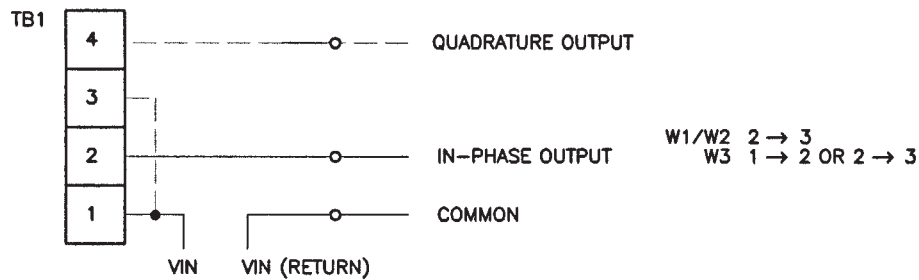 TB1
4
QUADRATURE OUTPUT
3
2
IN-PHASE OUTPUT
W1/W2 2 → 3
W3 1 → 2 OR 2 → 3
1
COMMON
VIN
VIN (RETURN)